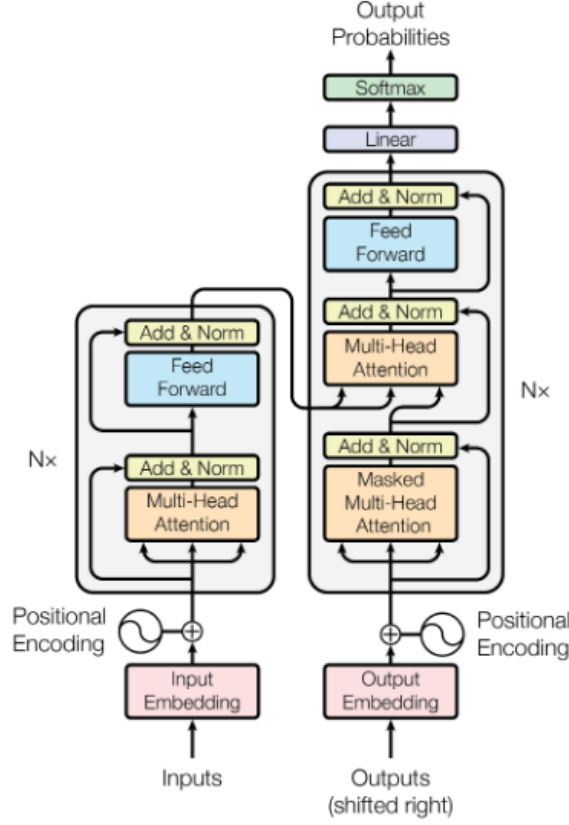 Output
Probabilities
Softmax
Linear
Add & Norm
Feed
Forward
Add & Norm
Multi-Head
Attention
Add & Norm
Masked
Multi-Head
Attention
N×
Add & Norm
Feed
Forward
Add & Norm
Multi-Head
Attention
N×
Positional
Encoding
Positional
Encoding
Input
Embedding
Output
Embedding
Inputs
Outputs
(shifted right)